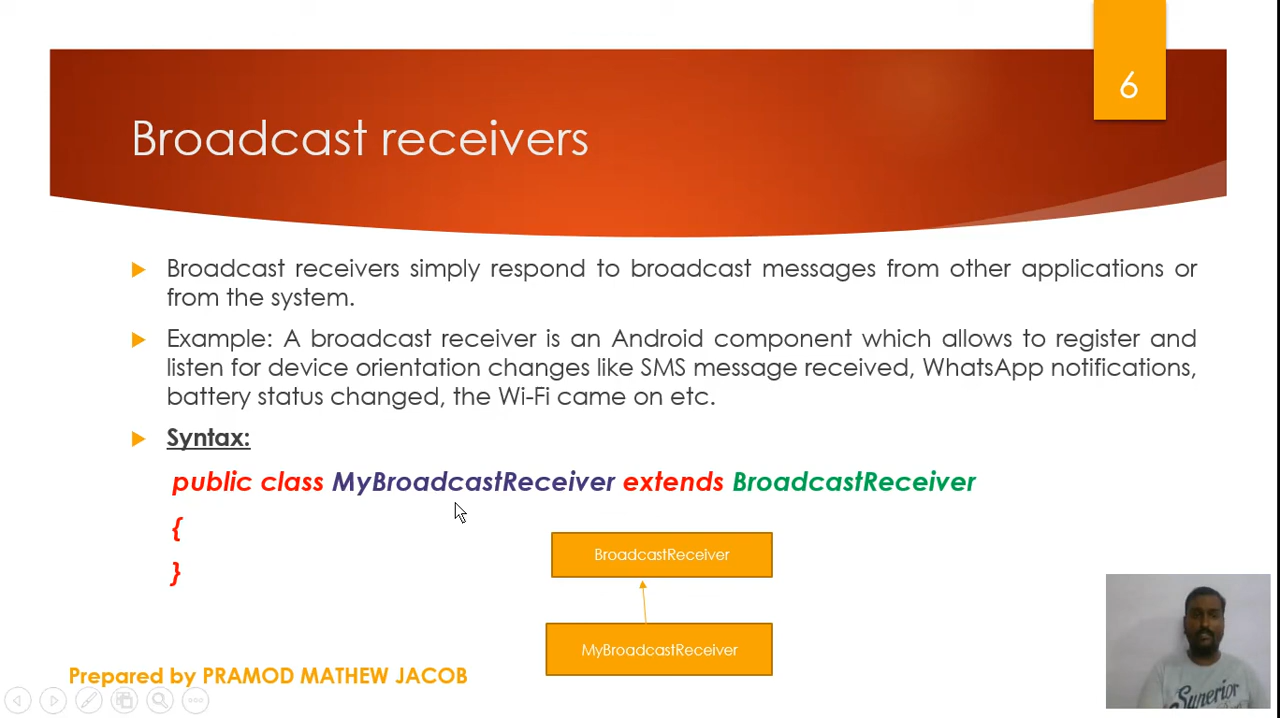 6
Broadcast receivers
Broadcast receivers simply respond to broadcast messages from other applications or
from the system.
Example: A broadcast receiver is an Android component which allows to register and
listen for device orientation changes like SMS message received, WhatsApp notifications,
battery status changed, the Wi-Fi came on etc.
Syntax:
public class MyBroadcastReceiver extends BroadcastReceiver
{
}
BroadcastReceiver
MyBroadcastReceiver
Prepared by PRAMOD MATHEW JACOB
Superior